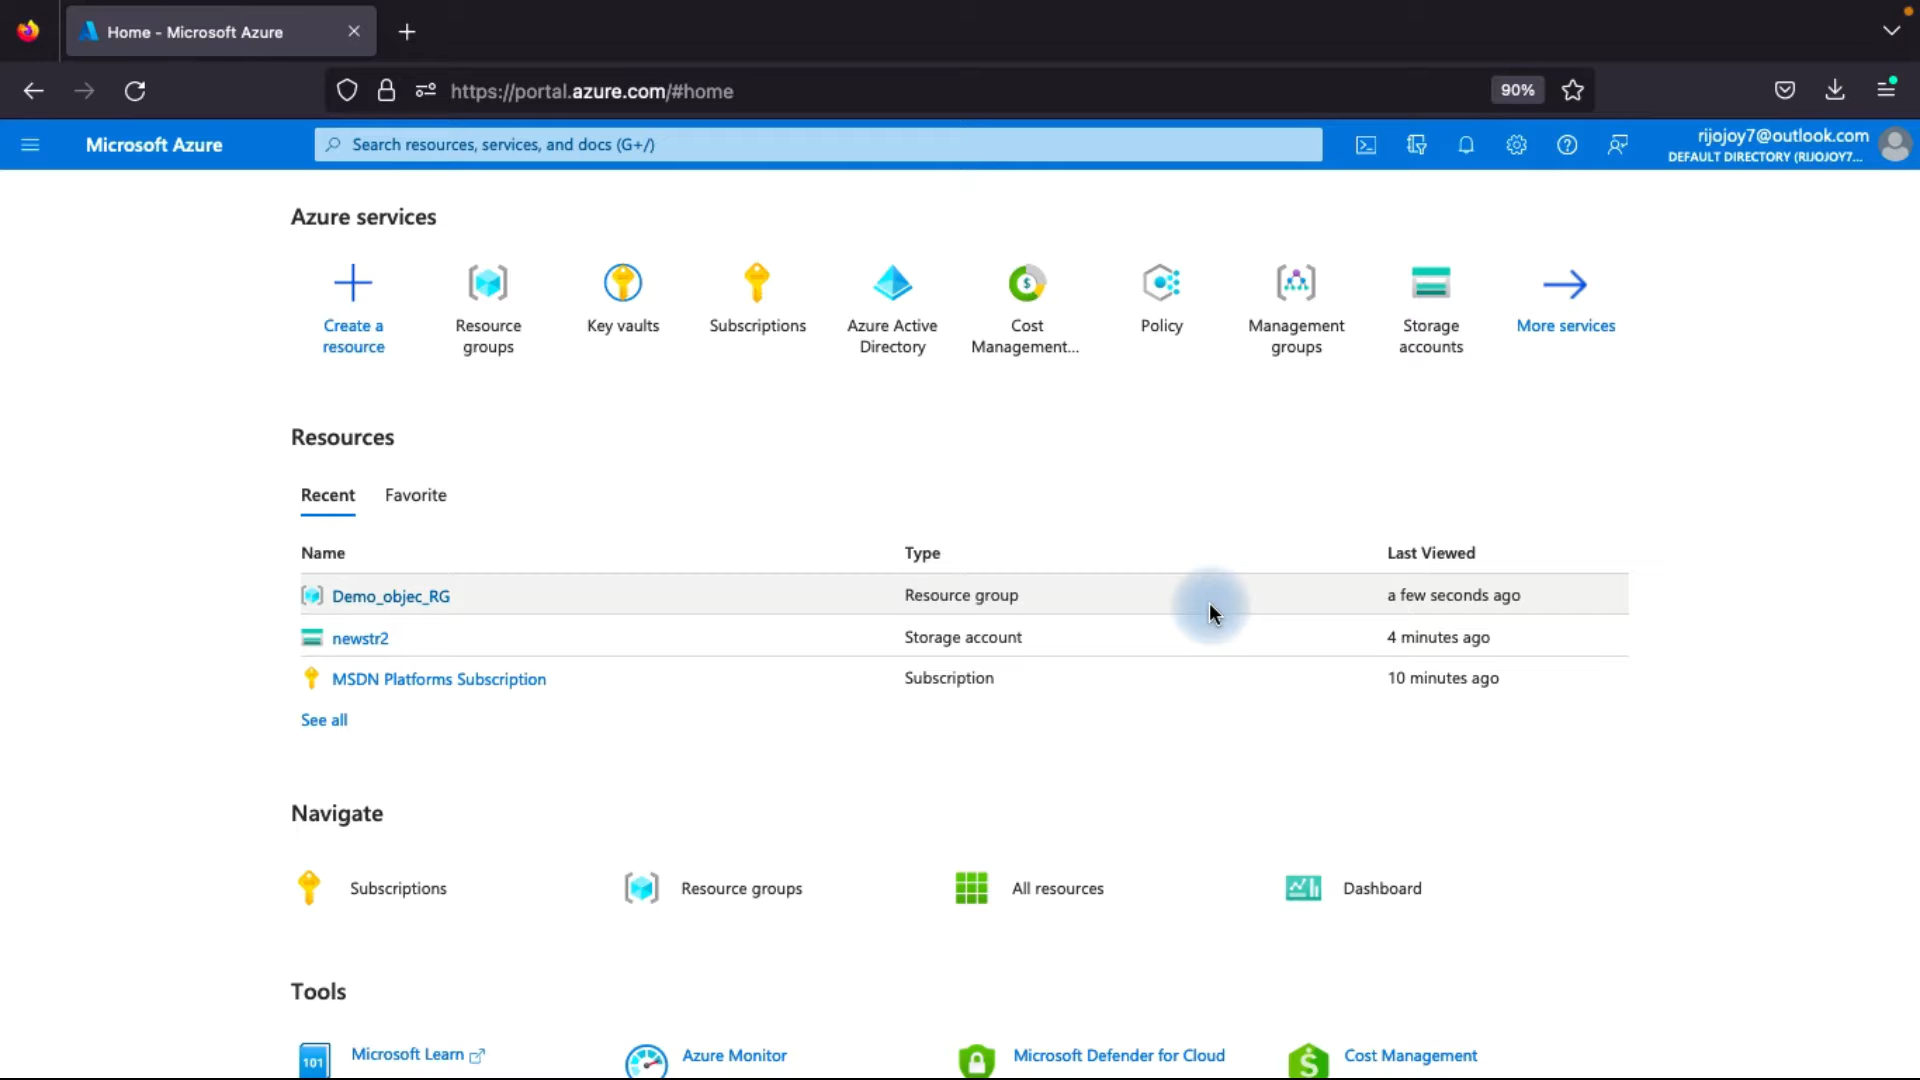 Home - Microsoft Azure
https://portal.azure.com/#home
90%
Microsoft Azure
Search resources, services, and docs (G+/)
rijojoy7@outlook.com
DEFAULT DIRECTORY (RIJOJOY7...
Azure services
Create a resource
Resource groups
Key vaults
Subscriptions
Azure Active Directory
Cost Management...
Policy
Management groups
Storage accounts
More services
Resources
Recent
Favorite
Name
Type
Last Viewed
Demo_objec_RG
Resource group
a few seconds ago
newstr2
Storage account
4 minutes ago
MSDN Platforms Subscription
Subscription
10 minutes ago
See all
Navigate
Subscriptions
Resource groups
All resources
Dashboard
Tools
101
Microsoft Learn
Azure Monitor
Microsoft Defender for Cloud
Cost Management